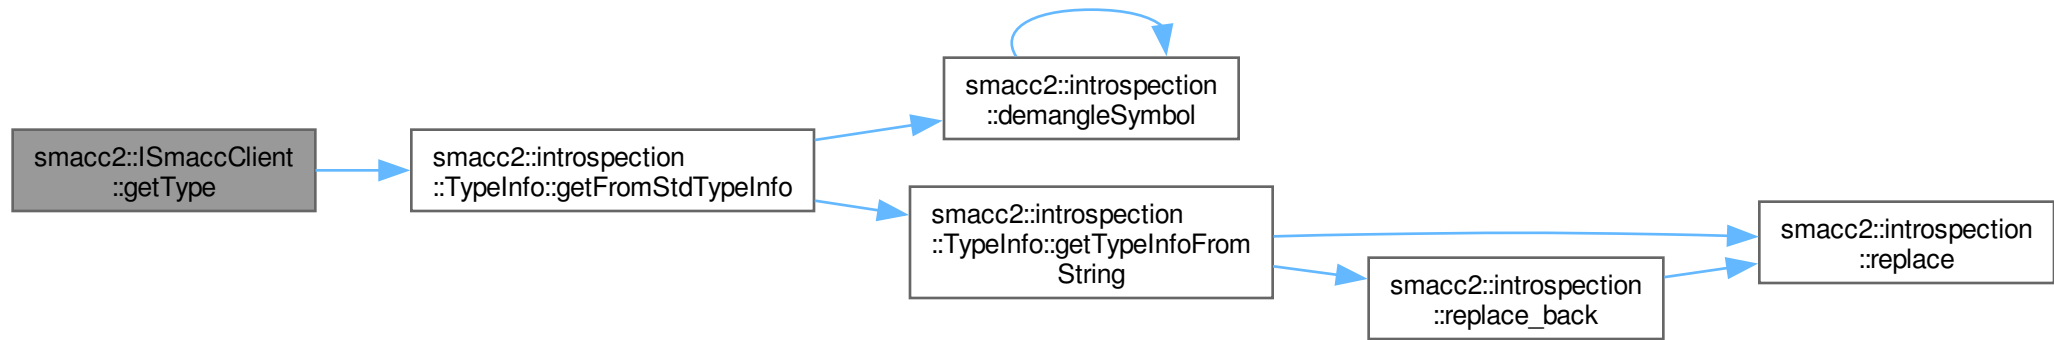 smacc2::ISmaccClient
::getType
smacc2::introspection
::TypeInfo::getFromStdTypeInfo
smacc2::introspection
::demangleSymbol
smacc2::introspection
::TypeInfo::getTypeInfoFrom
String
smacc2::introspection
::replace_back
smacc2::introspection
::replace